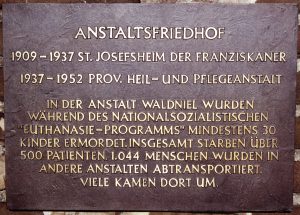 ANSTALTSFRIEDHOF
1909-1937 ST. JOSEFSHEIM DER FRANZISKANER
1937-1952 PROV. HEIL- UND PFLEGEANSTALT
IN DER ANSTALT WALDNIEL WURDEN
WÄHREND DES NATIONALSOZIALISTISCHEN
"EUTHANASIE-PROGRAMMS" MINDESTENS 30
KINDER ERMORDET. INSGESAMT STARBEN ÜBER
500 PATIENTEN. 1.044 MENSCHEN WURDEN IN
ANDERE ANSTALTEN ABTRANSPORTIERT.
VIELE KAMEN DORT UM.